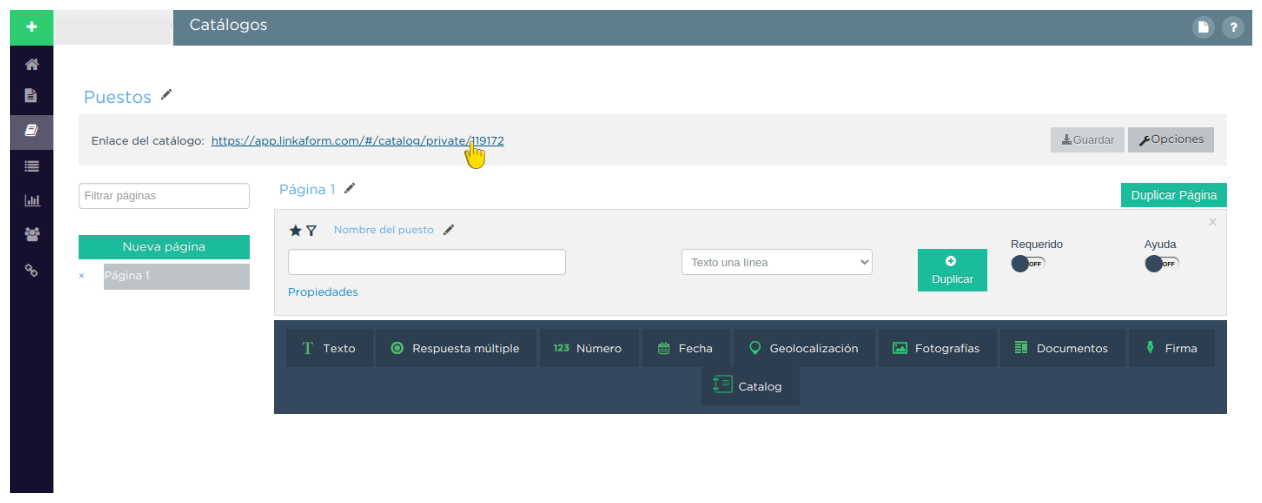 Catálogos
?
Puestos
Enlace del catálogo: https://app.linkaform.com/#/catalog/private/119172
Guardar
Opciones
Filtrar páginas
Nueva página
× Página 1
Página 1
Duplicar Página
×
Nombre del puesto
Texto una línea
Duplicar
Requerido
OFF
Ayuda
OFF
Propiedades
T Texto
Respuesta múltiple
123 Número
Fecha
Geolocalización
Fotografías
Documentos
Firma
Catalog